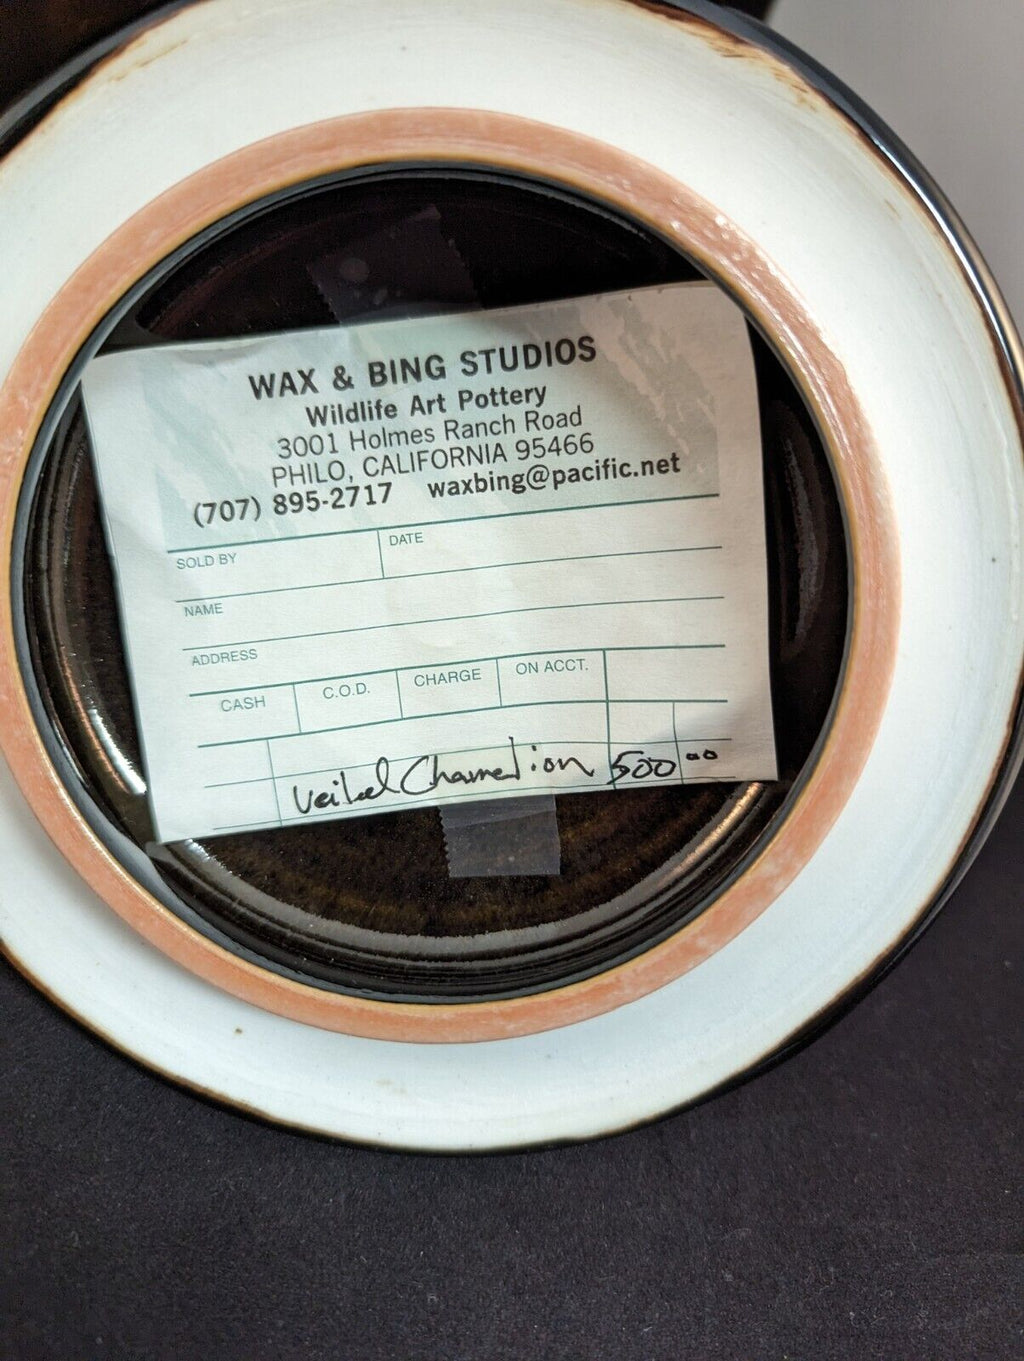 WAX & BING STUDIOS
Wildlife Art Pottery
3001 Holmes Ranch Road
PHILO, CALIFORNIA 95466
(707) 895-2717 waxbing@pacific.net
SOLD BY DATE
NAME
ADDRESS
CASH C.O.D. CHARGE ON ACCT.
Veiled Chamelion 500 00